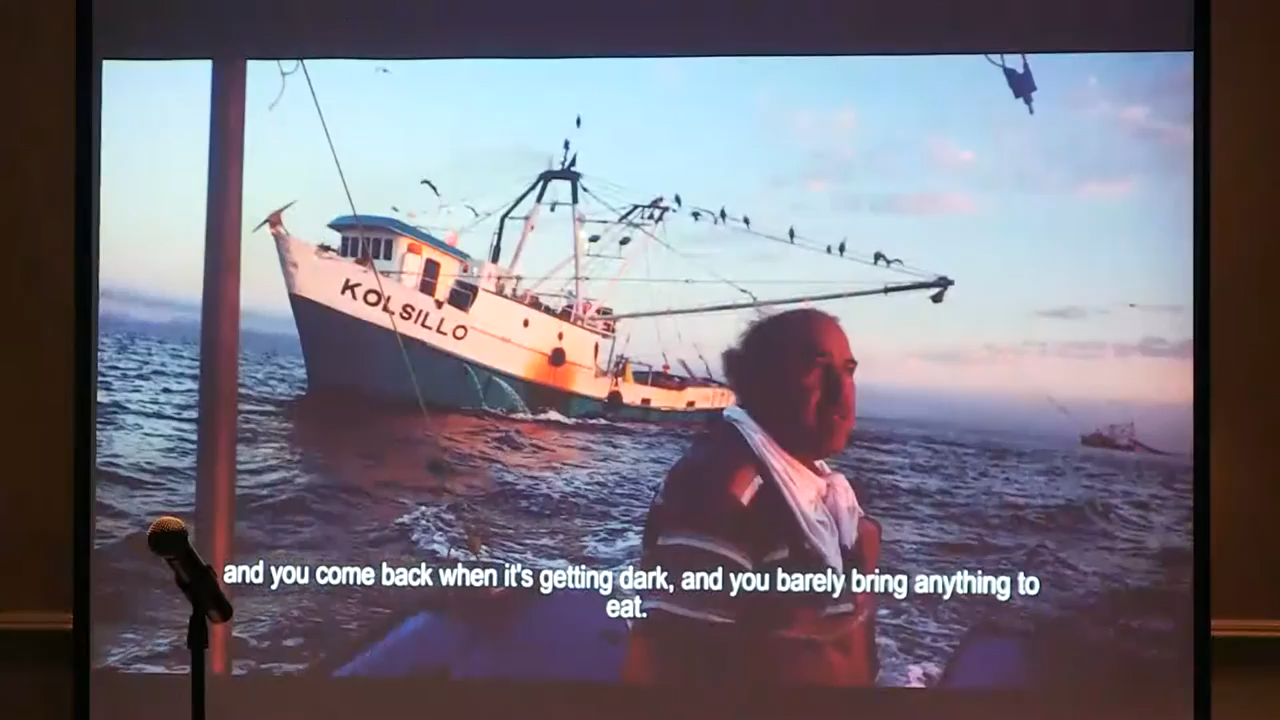 KOLSILLO
and you come back when it's getting dark, and you barely bring anything to
eat.